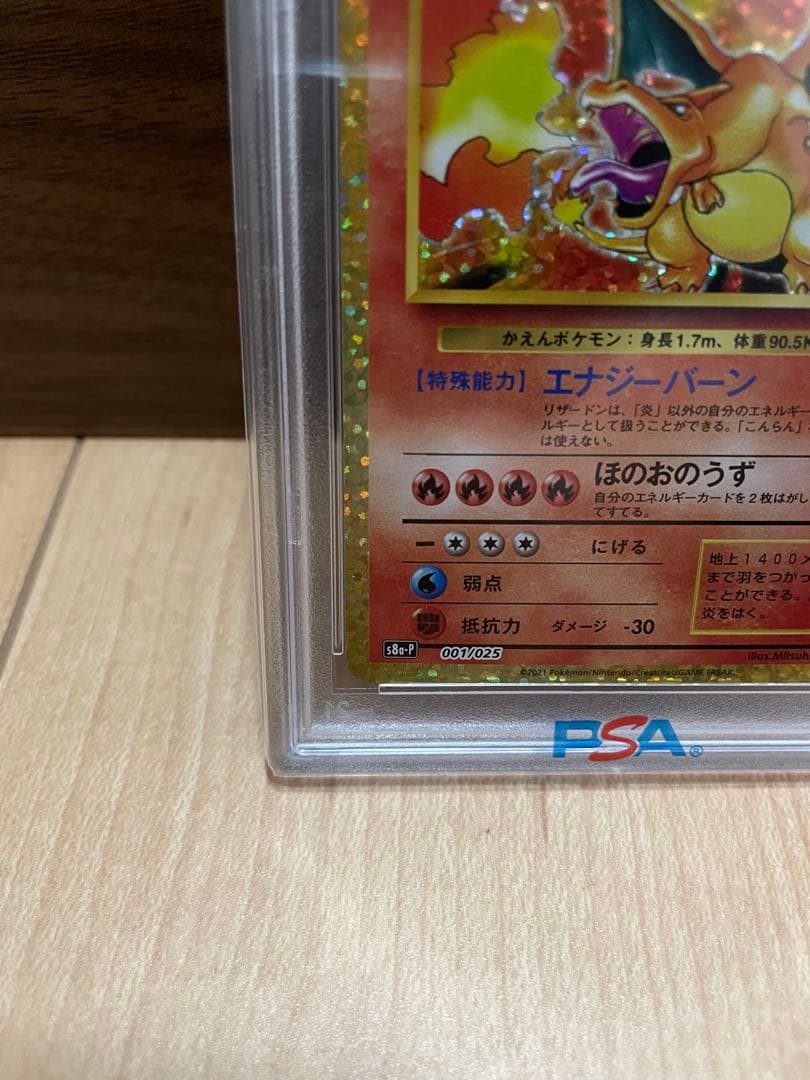 かえんポケモン：身長1.7m、体重90.5K
【特殊能力】 エナジーバーン
リザードンは、「炎」以外の自分のエネルギー
ルギーとして扱うことができる。「こんらん」
は使えない。
ほのおのうず
自分のエネルギーカードを2枚はがし
てすてる。
にげる
弱点
抵抗力 ダメージ -30
地上1400メ
まで羽をつかっ
ことができる。
炎をはく。
s8a-P 001/025
Illus.Mitsuh
©2021 Pokémon/Nintendo/Creatures/GAME FREAK.
PSA®